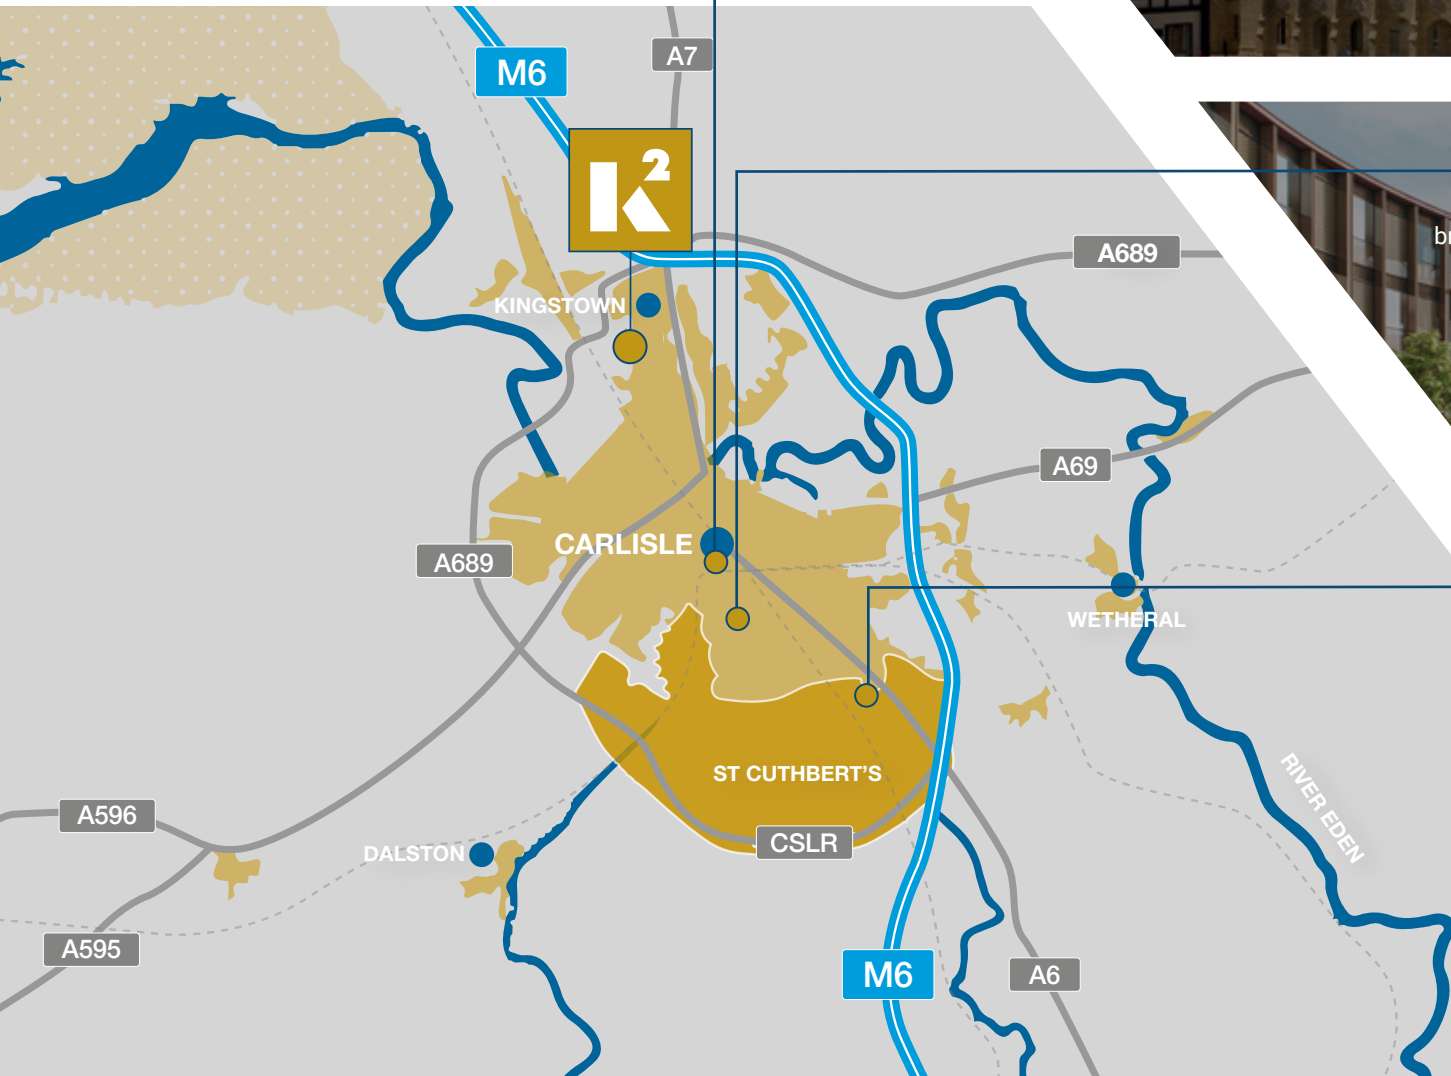 A7
M6
K2
br
A689
KINGSTOWN
A69
CARLISLE
A689
WETHERAL
ST CUTHBERT'S
RIVER EDEN
A596
CSLR
DALSTON
A595
M6
A6